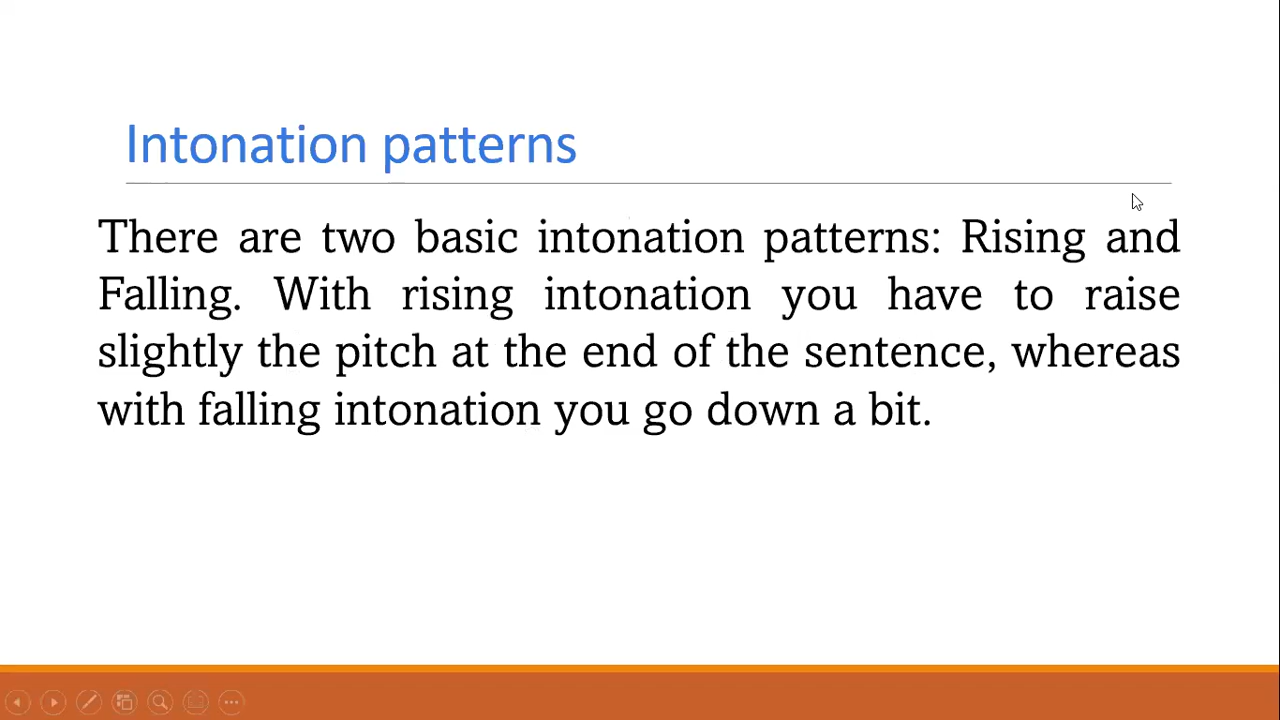 Intonation patterns
There are two basic intonation patterns: Rising and
Falling. With rising intonation you have to raise
slightly the pitch at the end of the sentence, whereas
with falling intonation you go down a bit.